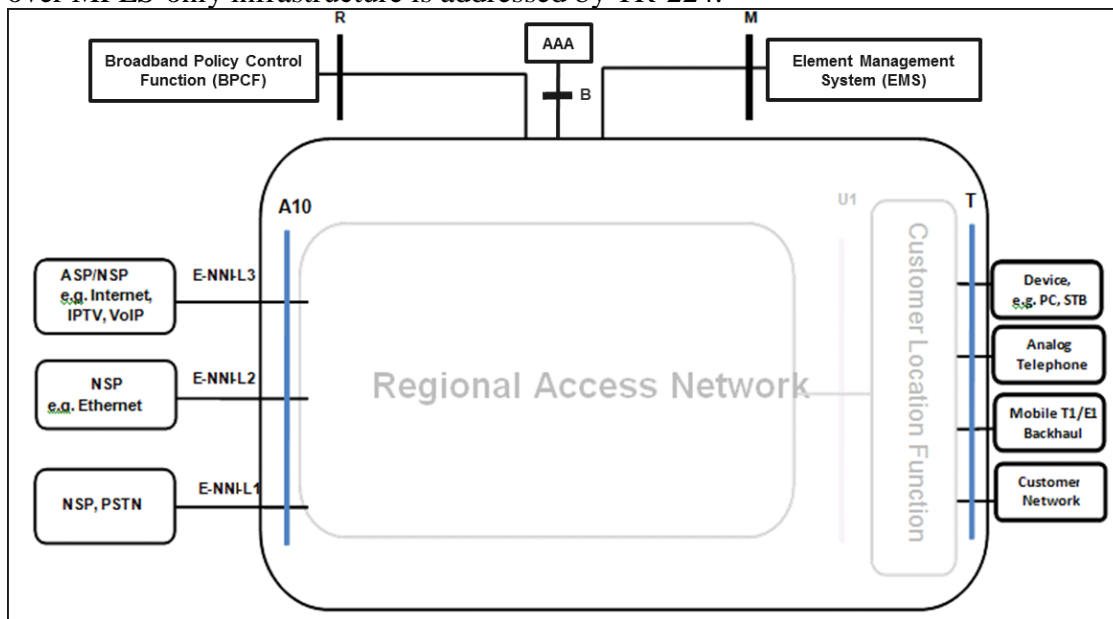 over MPLS-only infrastructure is addressed by TR-224.
R
M
AAA
Broadband Policy Control
Function (BPCF)
Element Management
System (EMS)
B
A10
U1
T
E-NNI-L3
ASP/NSP
e.g. Internet,
IPTV, VoIP
Device,
e.g. PC, STB
Analog
Telephone
E-NNI-L2
NSP
e.g. Ethernet
Regional Access Network
Customer Location Function
Mobile T1/E1
Backhaul
E-NNI-L1
NSP, PSTN
Customer
Network